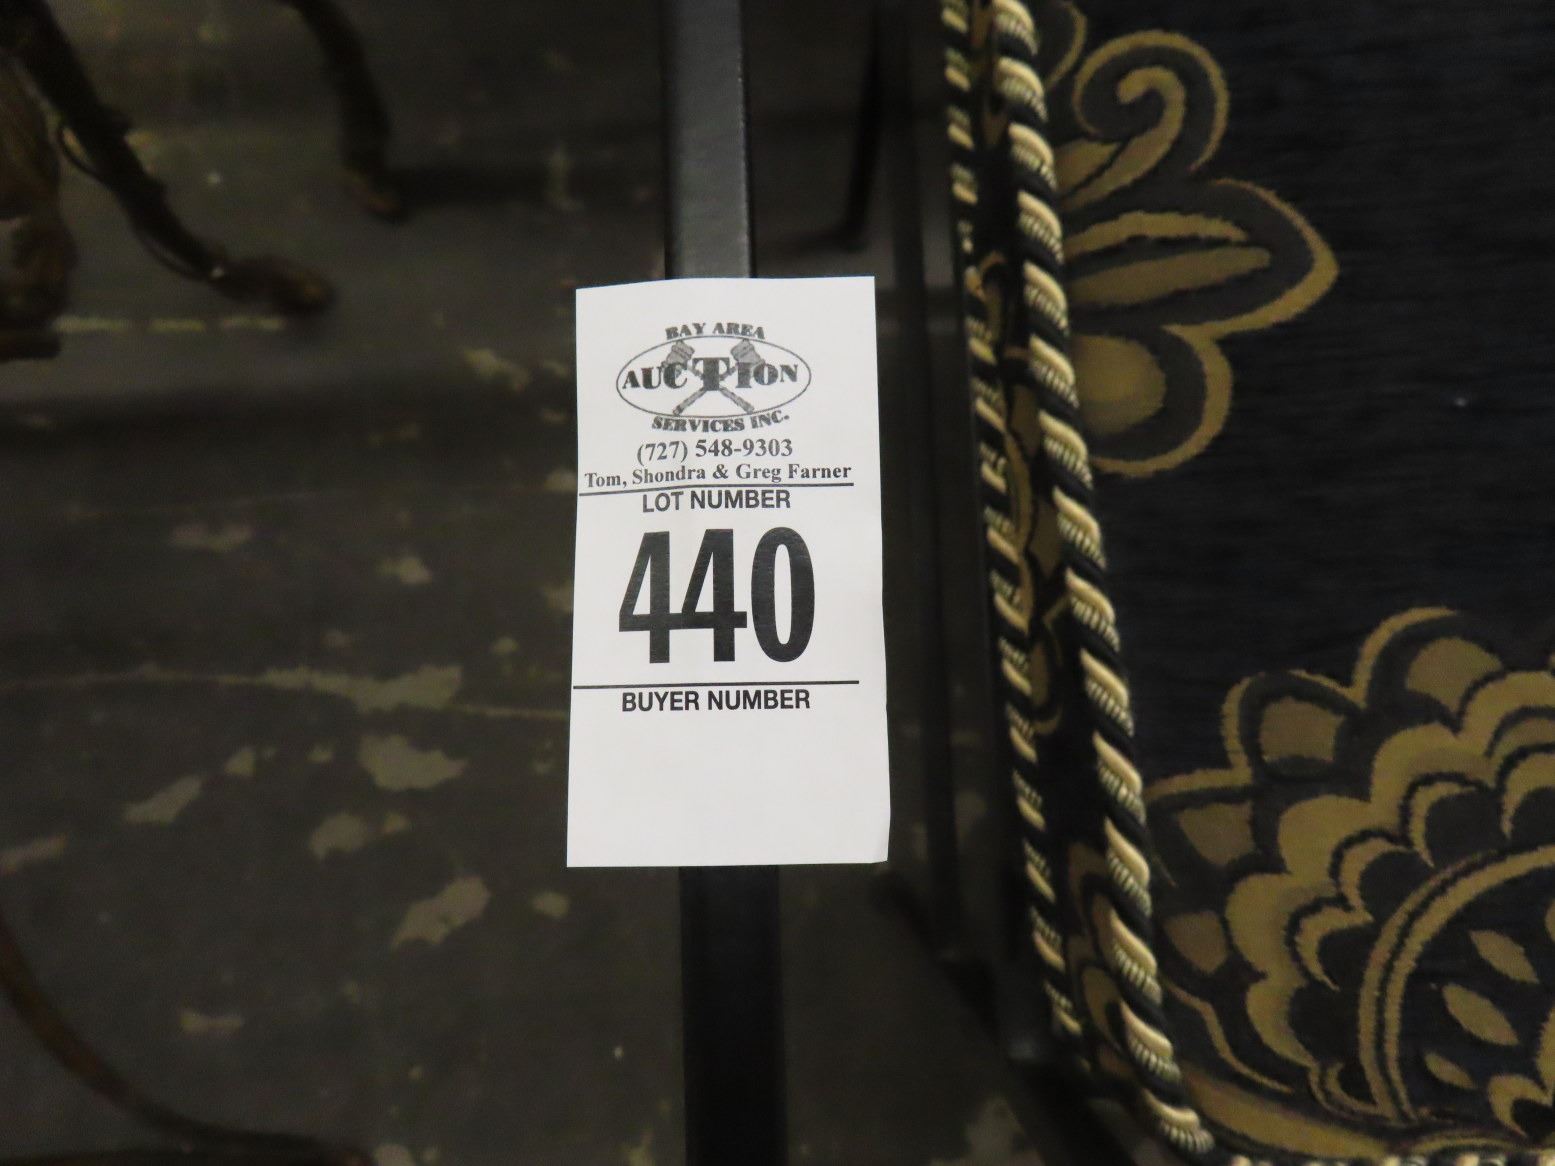 BAY AREA
AUCTION
SERVICES INC.
(727) 548-9303
Tom, Shondra & Greg Farner
LOT NUMBER
440
BUYER NUMBER